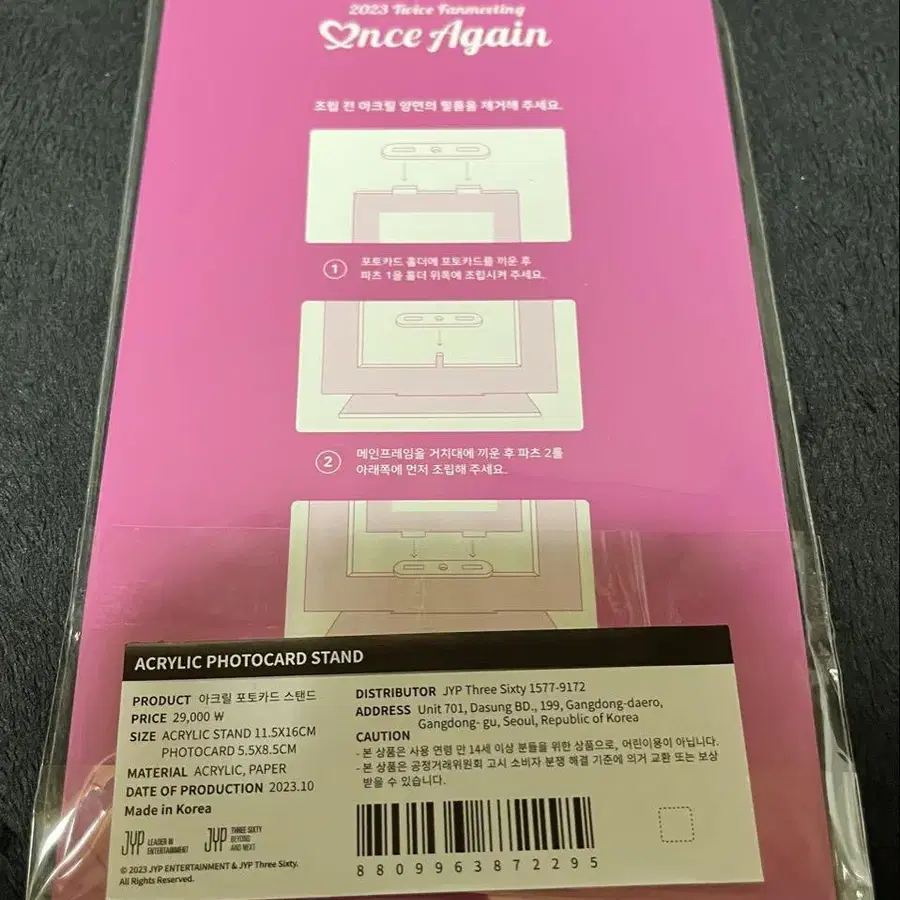 2023 Twice Fanmeeting
Once Again
조립 전 아크릴 양면의 필름을 제거해 주세요.
1
포토카드 홀더에 포토카드를 끼운 후
파츠 1을 홀더 위쪽에 조립시켜 주세요.
2
메인프레임을 거치대에 끼운 후 파츠 2를
아래쪽에 먼저 조립해 주세요.
ACRYLIC PHOTOCARD STAND
PRODUCT 아크릴 포토카드 스탠드
PRICE 29,000 ₩
SIZE ACRYLIC STAND 11.5X16CM
PHOTOCARD 5.5X8.5CM
MATERIAL ACRYLIC, PAPER
DATE OF PRODUCTION 2023.10
Made in Korea
JYP LEADER IN ENTERTAINMENT
JYP THREE SIXTY BEYOND AND NEXT
© 2023 JYP ENTERTAINMENT & JYP Three Sixty.
All Rights Reserved.
DISTRIBUTOR JYP Three Sixty 1577-9172
ADDRESS Unit 701, Dasung BD., 199, Gangdong-daero,
Gangdong- gu, Seoul, Republic of Korea
CAUTION
- 본 상품은 사용 연령 만 14세 이상 분들을 위한 상품으로, 어린이용이 아닙니다.
- 본 상품은 공정거래위원회 고시 소비자 분쟁 해결 기준에 의거 교환 또는 보상
받을 수 있습니다.
8809963872295